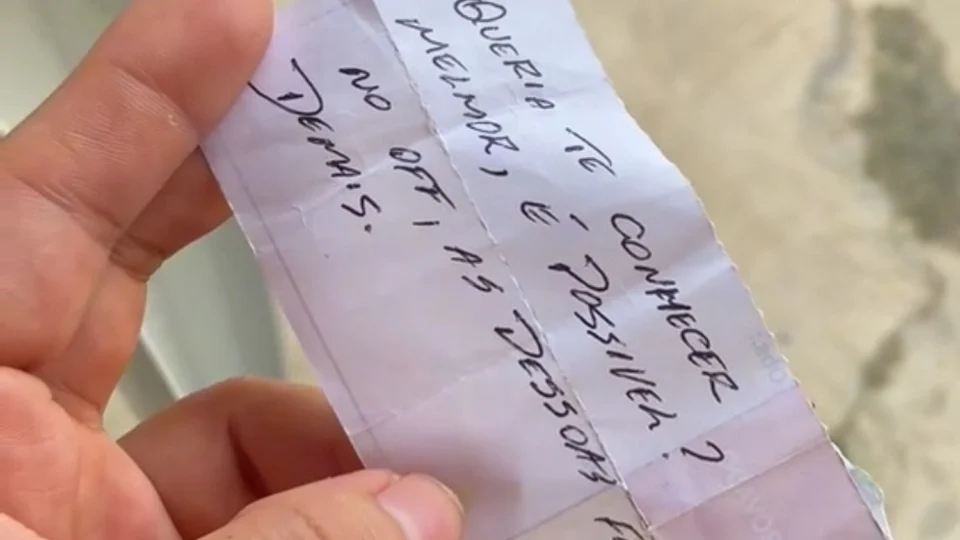 QUERIA TE CONHECER
MELHOR, É POSSIVEL ?
NO OFF, AS PESSOAS
DEMAIS.